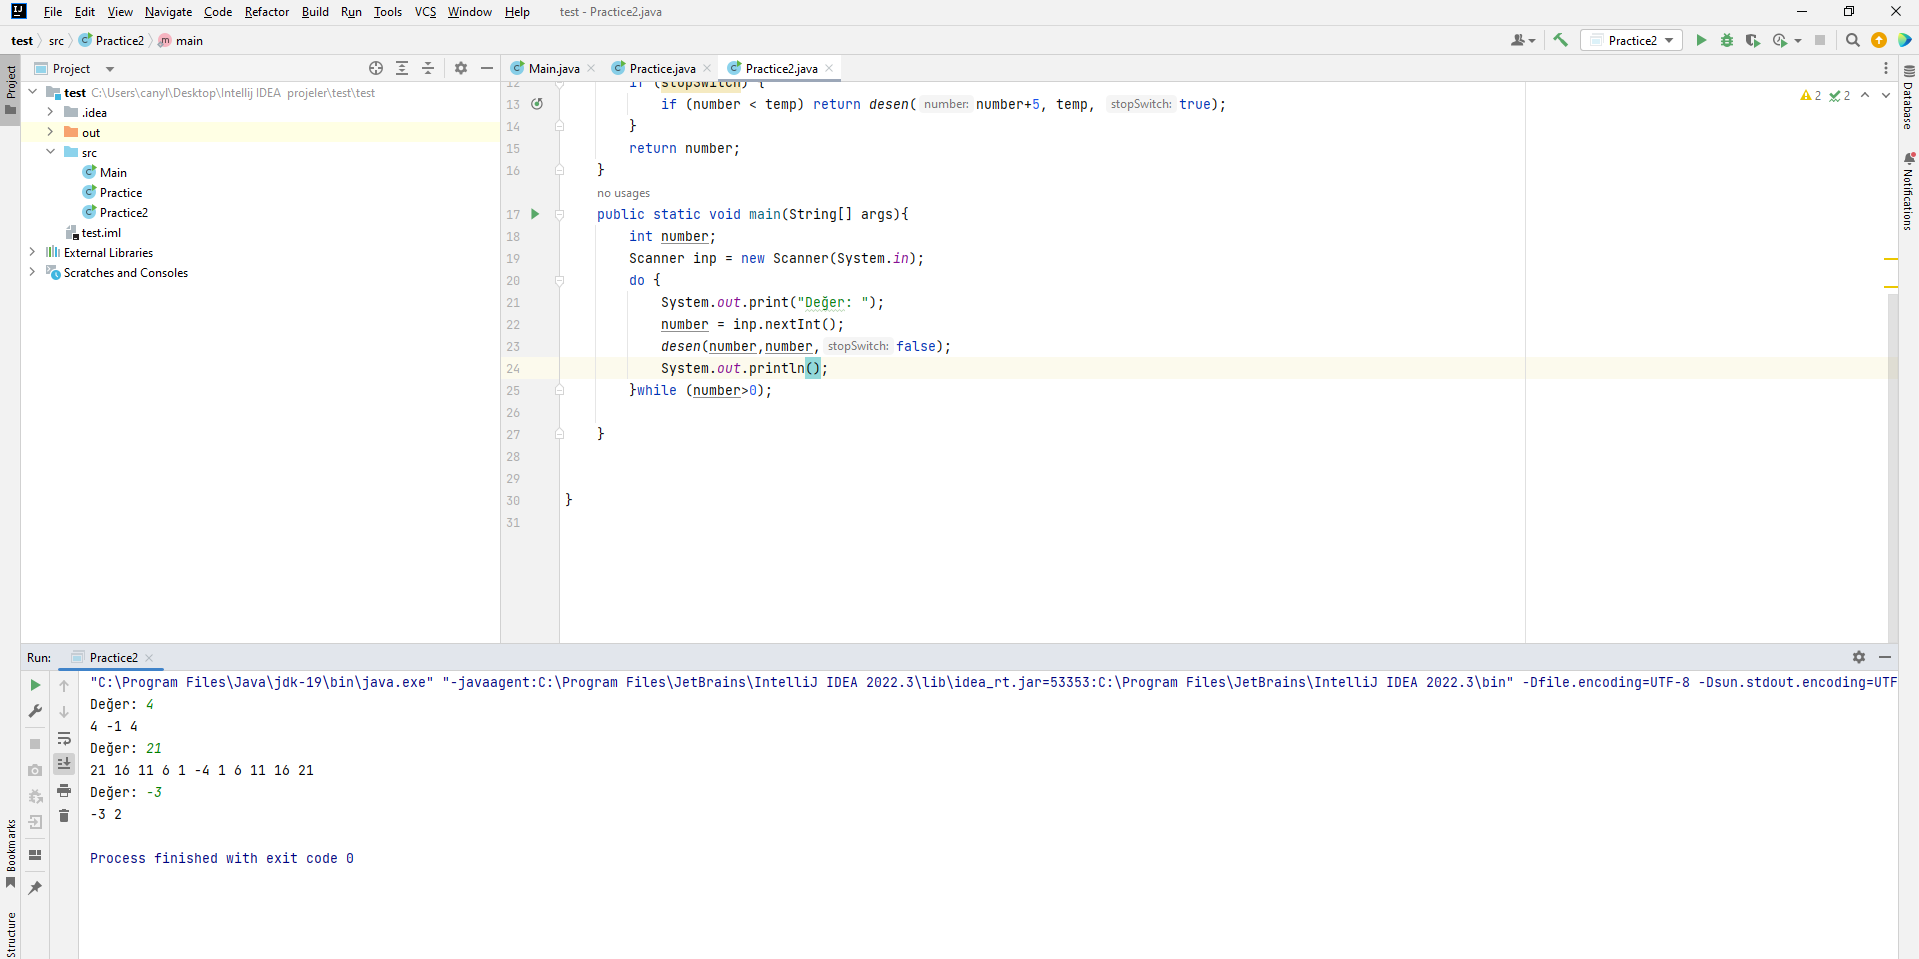 File Edit View Navigate Code Refactor Build Run Tools VCS Window Help test - Practice2.java
test src Practice2 main
Practice2
Project
Main.java Practice.java Practice2.java
test C:\Users\canyl\Desktop\Intellij IDEA projeler\test\test
.idea
out
src
Main
Practice
Practice2
test.iml
External Libraries
Scratches and Consoles
Project
Bookmarks
Structure
Database
Notifications
2 2
12 if (stopSwitch) {
13 if (number < temp) return desen( number: number+5, temp, stopSwitch: true);
14 }
15 return number;
16 }
no usages
17 public static void main(String[] args){
18 int number;
19 Scanner inp = new Scanner(System.in);
20 do {
21 System.out.print("Değer: ");
22 number = inp.nextInt();
23 desen(number,number, stopSwitch: false);
24 System.out.println();
25 }while (number>0);
26
27 }
28
29
30 }
31
Run: Practice2
"C:\Program Files\Java\jdk-19\bin\java.exe" "-javaagent:C:\Program Files\JetBrains\IntelliJ IDEA 2022.3\lib\idea_rt.jar=53353:C:\Program Files\JetBrains\IntelliJ IDEA 2022.3\bin" -Dfile.encoding=UTF-8 -Dsun.stdout.encoding=UTF
Değer: 4
4 -1 4
Değer: 21
21 16 11 6 1 -4 1 6 11 16 21
Değer: -3
-3 2
Process finished with exit code 0